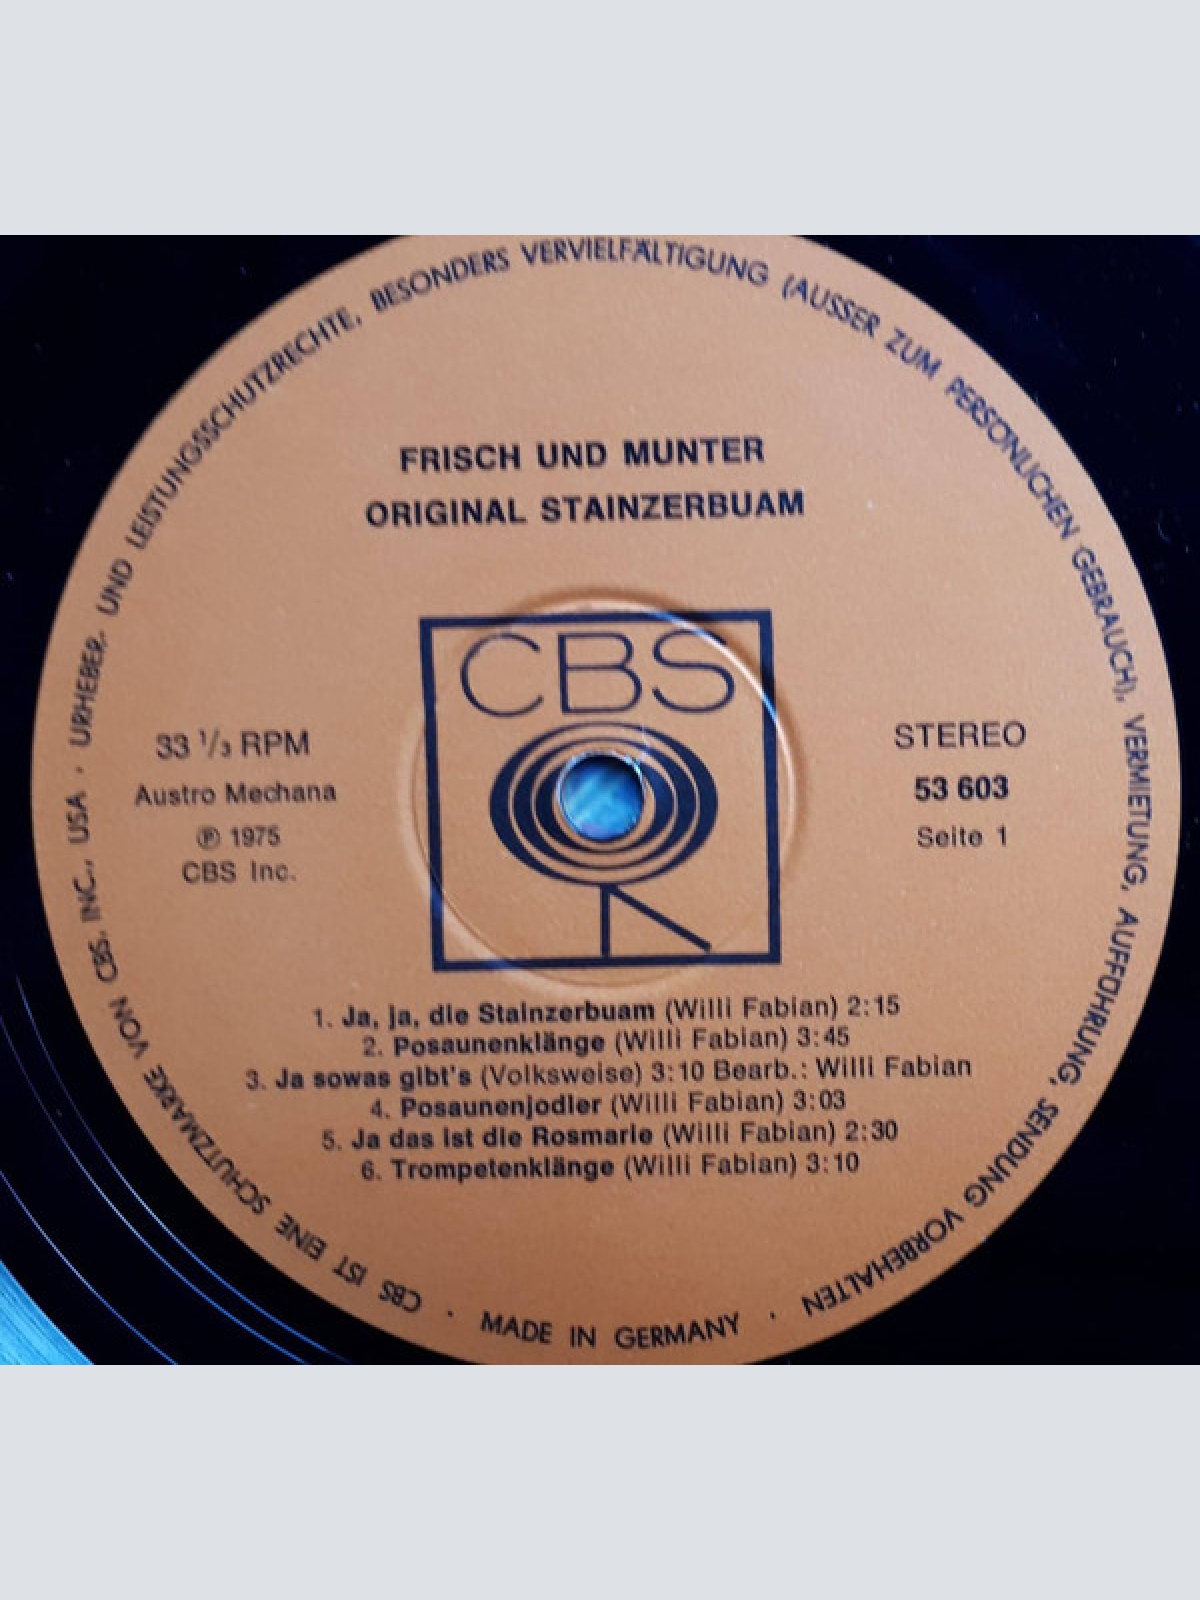 FRISCH UND MUNTER
ORIGINAL STAINZERBUAM
CBS
33 1/3 RPM
Austro Mechana
℗ 1975
CBS Inc.
STEREO
53 603
Seite 1
1. Ja, ja, die Stainzerbuam (Willi Fabian) 2:15
2. Posaunenklänge (Willi Fabian) 3:45
3. Ja sowas gibt's (Volksweise) 3:10 Bearb.: Willi Fabian
4. Posaunenjodler (Willi Fabian) 3:03
5. Ja das ist die Rosmarie (Willi Fabian) 2:30
6. Trompetenklänge (Willi Fabian) 3:10
CBS IST EINE SCHUTZMARKE VON CBS, INC., USA · URHEBER- UND LEISTUNGSSCHUTZRECHTE, BESONDERS VERVIELFÄLTIGUNG (AUSSER ZUM PERSÖNLICHEN GEBRAUCH), VERMIETUNG, AUFFÜHRUNG, SENDUNG VORBEHALTEN · MADE IN GERMANY ·